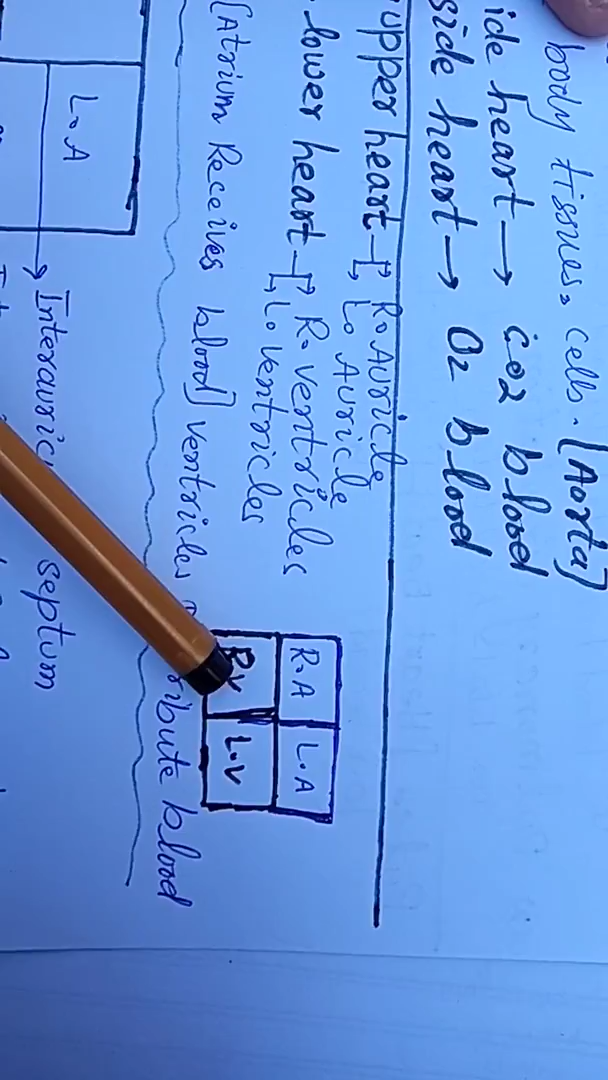 body tissues, cells. [Aorta]
ide heart → co2 blood
side heart → O2 blood
upper heart - R. Auricle
L. Auricle
lower heart - R. ventricles
L. ventricles
R.A L.A
R.V L.V
[Atrium Receives blood] ventricles ribute blood
L.A
→ Interauric septum